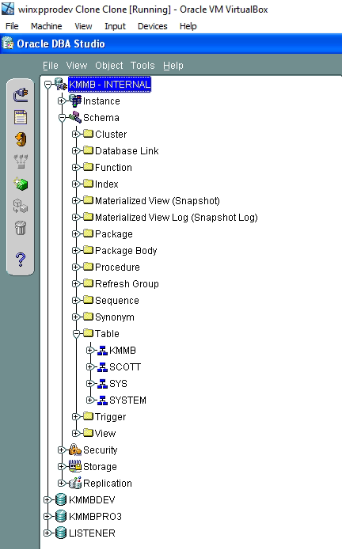 winxpprodev Clone Clone [Running] - Oracle VM VirtualBox
File Machine View Input Devices Help
Oracle DBA Studio
File View Object Tools Help
KMMB - INTERNAL
Instance
Schema
Cluster
Database Link
Function
Index
Materialized View (Snapshot)
Materialized View Log (Snapshot Log)
Package
Package Body
Procedure
Refresh Group
Sequence
Synonym
Table
KMMB
SCOTT
SYS
SYSTEM
Trigger
View
Security
Storage
Replication
KMMBDEV
KMMBPRO3
LISTENER